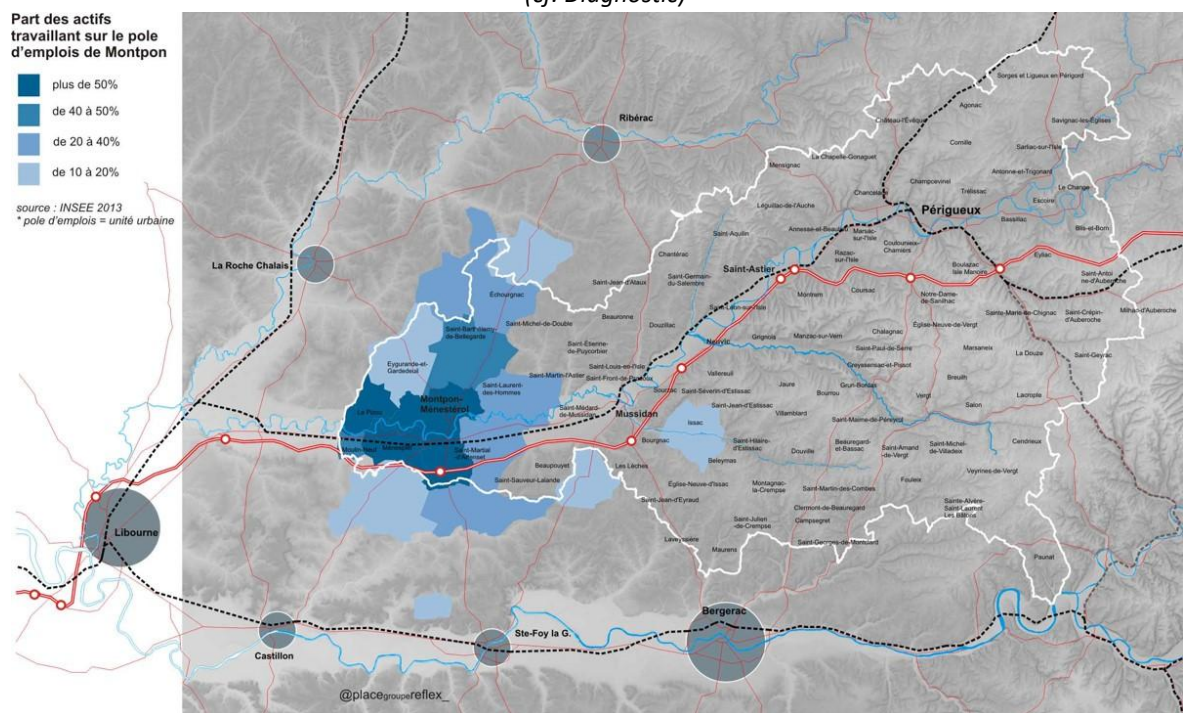 (cf. Diagnostic)
Part des actifs
travaillant sur le pole
d'emplois de Montpon
plus de 50%
de 40 à 50%
de 20 à 40%
de 10 à 20%
source : INSEE 2013
* pole d'emplois = unité urbaine
Sorges et Ligueux en Périgord
Agonac
Château-l'Évêque
Savignac-les-Églises
Ribérac
Cornille
Sarliac-sur-l'Isle
La Chapelle-Gonaguet
Mensignac
Antonne-et-Trigonant
Champcevinel
Le Change
Chancelade
Trélissac
Escoire
Léguillac-de-l'Auche
Périgueux
Bassillac
Annesse-et-Beaulieu
Marsac-
sur-l'Isle
Blis-et-Born
Saint-Aquilin
Coulounieix-
Chamiers
Chantérac
Razac-
sur-l'Isle
Eyliac
La Roche Chalais
Saint-Astier
Boulazac
Isle Manoire
Saint-Antoi
ne-d'Auberoche
Saint-Germain-
du-Salembre
Saint-Jean-d'Ataux
Coursac
Montrem
Notre-Dame-
de-Sanilhac
Échourgnac
Saint-Léon-sur-l'Isle
Sainte-Marie-de-Chignac
Saint-Crépin-
d'Auberoche
Milhac-d'Auberoche
Beauronne
Douzillac
Saint-Michel-de-Double
Église-Neuve-de-Vergt
Saint-Barthélemy-
de-Bellegarde
Neuvic
Grignols
Manzac-sur-Vern
Chalagnac
Saint-Étienne-
de-Puycorbier
Saint-Paul-de-Serre
Marsaneix
La Douze
Saint-Geyrac
Eygurande-et-
Gardedeuil
Saint-Louis-en-l'Isle
Vallereuil
Creyssensac-et-Pissot
Saint-Martin-l'Astier
Saint-Front-de-Pradoux
Breuilh
Saint-Laurent-
des-Hommes
Jaure
Grun-Bordas
Sourzac
Saint-Séverin-d'Estissac
Lacropte
Montpon-
Ménestérol
Bourrou
Vergt
Salon
Saint-Jean-d'Estissac
Saint-Médard-
de-Mussidan
Mussidan
Villamblard
Le Pizou
Issac
Saint-Maime-de-Péreyrol
Bourgnac
Saint-Hilaire-
d'Estissac
Beauregard-
et-Bassac
Saint-Amand-
de-Vergt
Saint-Michel-
de-Villadeix
Cendrieux
Moulin-Neuf
Ménesplet
Saint-Martial
d'Artenset
Douville
Beleymas
Beaupouyet
Les Lèches
Veyrines-de-Vergt
Saint-Sauveur-Lalande
Église-Neuve-d'Issac
Montagnac-
la-Crempse
Saint-Martin-des-Combes
Fouleix
Saint-Jean-d'Eyraud
Clermont-de-Beauregard
Sainte-Alvère-
Saint-Laurent
Les Bâtons
Libourne
Saint-Julien
-de-Crempse
Campsegret
Laveyssière
Maurens
Saint-Georges-de-Montclard
Paunat
Bergerac
Ste-Foy la G.
Castillon
@placegroupereflex_